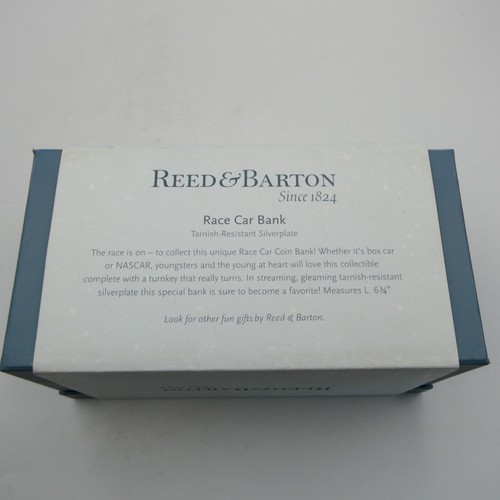 REED & BARTON
Since 1824
Race Car Bank
Tarnish-Resistant Silverplate
The race is on – to collect this unique Race Car Coin Bank! Whether it's box car
or NASCAR, youngsters and the young at heart will love this collectible
complete with a turnkey that really turns. In streaming, gleaming tarnish-resistant
silverplate this special bank is sure to become a favorite! Measures L. 6¼"
Look for other fun gifts by Reed & Barton.
REED & BARTON